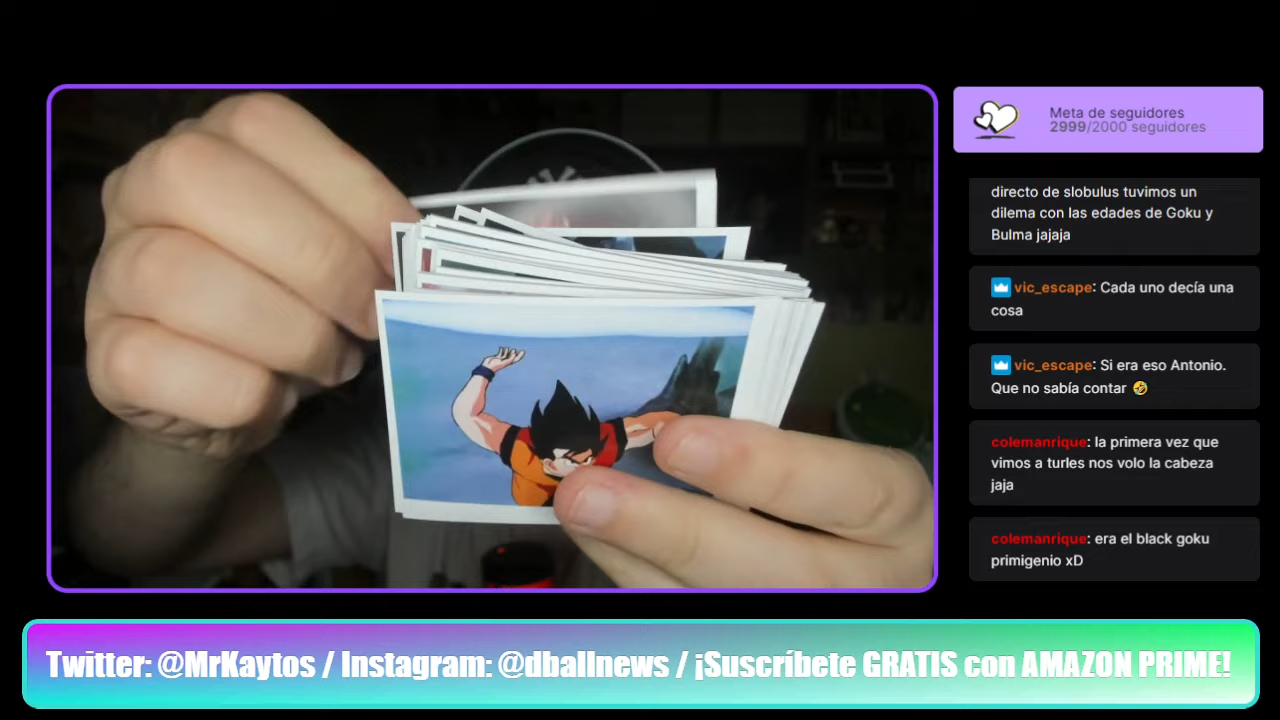 Meta de seguidores
2999/2000 seguidores
directo de slobulus tuvimos un
dilema con las edades de Goku y
Bulma jajaja
vic_escape: Cada uno decía una
cosa
vic_escape: Si era eso Antonio.
Que no sabía contar 🤣
colemanrique: la primera vez que
vimos a turles nos volo la cabeza
jaja
colemanrique: era el black goku
primigenio xD
Twitter: @MrKaytos / Instagram: @dballnews / ¡Suscríbete GRATIS con AMAZON PRIME!